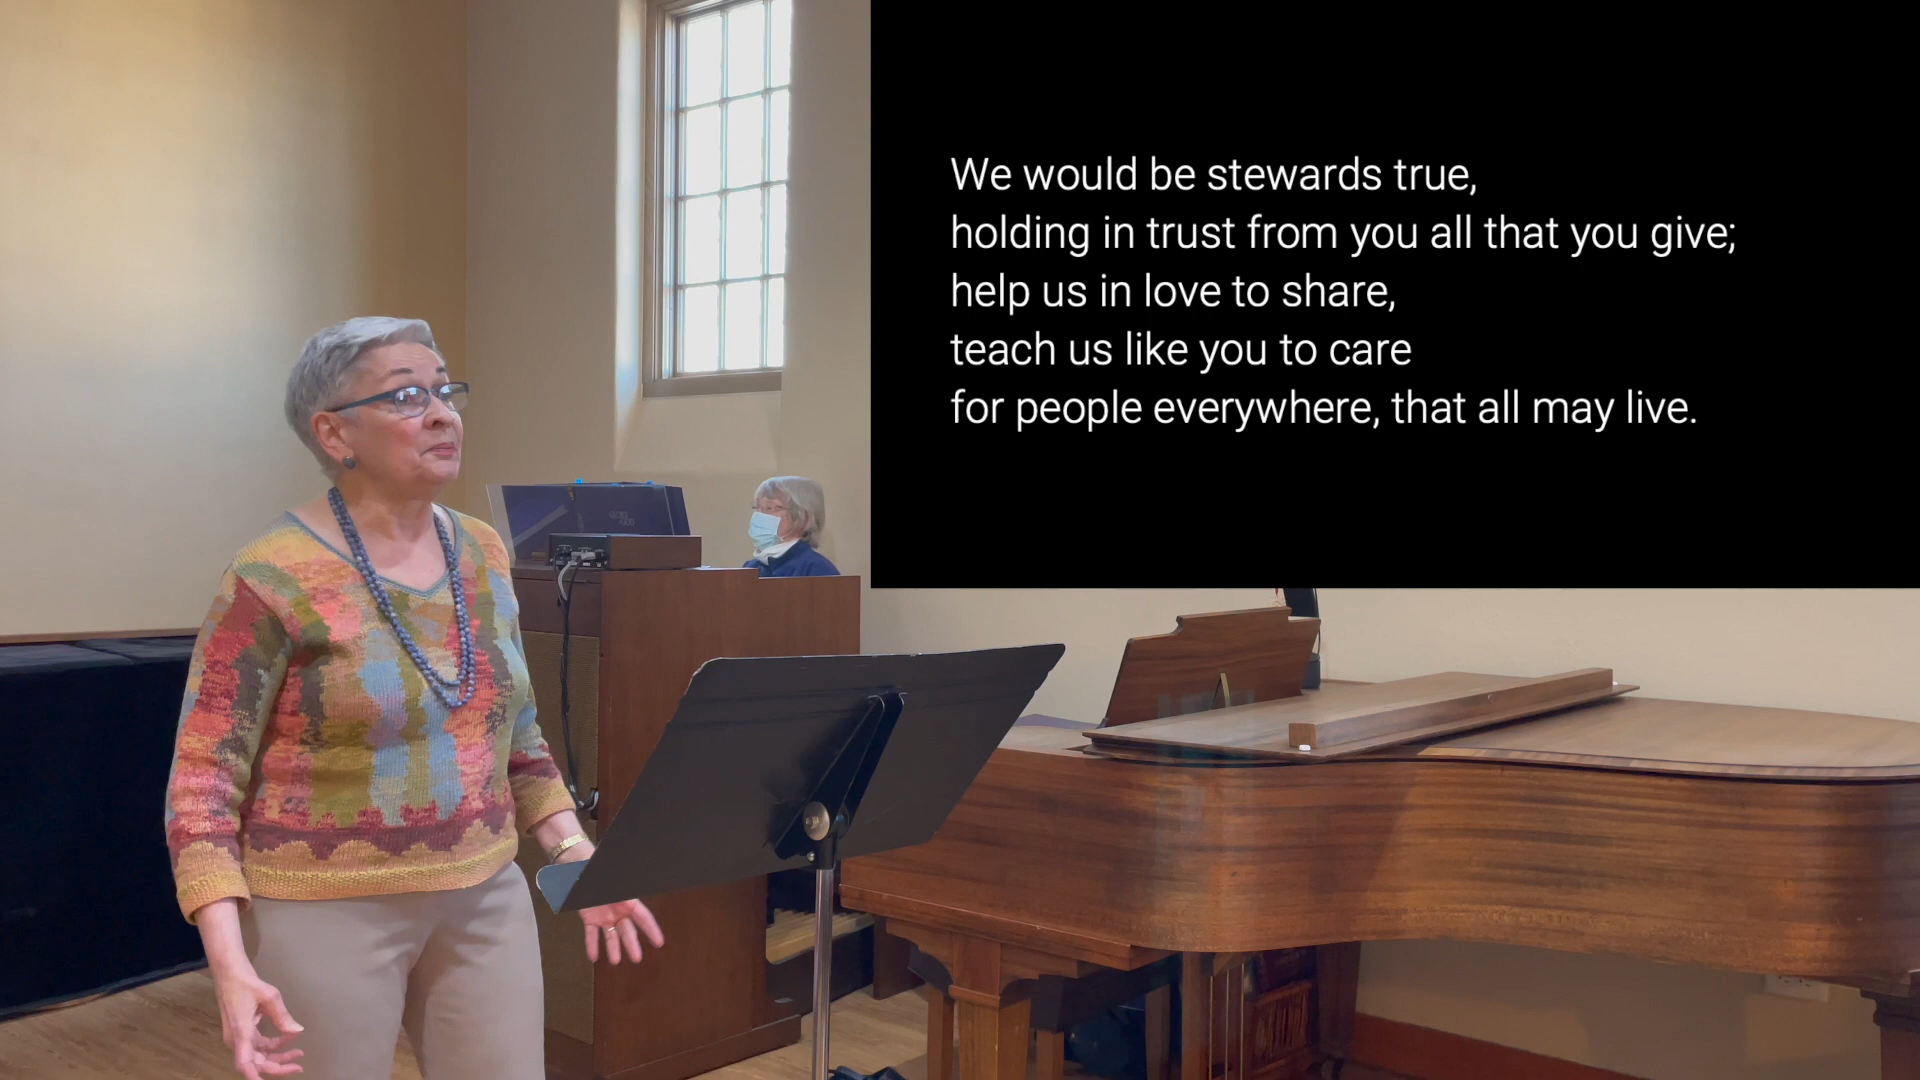 We would be stewards true,
holding in trust from you all that you give;
help us in love to share,
teach us like you to care
for people everywhere, that all may live.